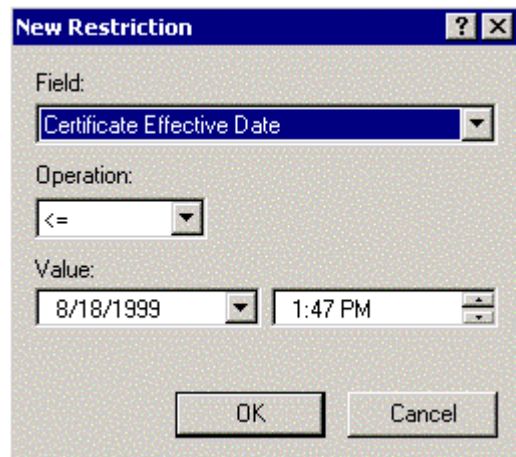 New Restriction
Field:
Certificate Effective Date
Operation:
<=
Value:
8/18/1999 1:47 PM
OK Cancel